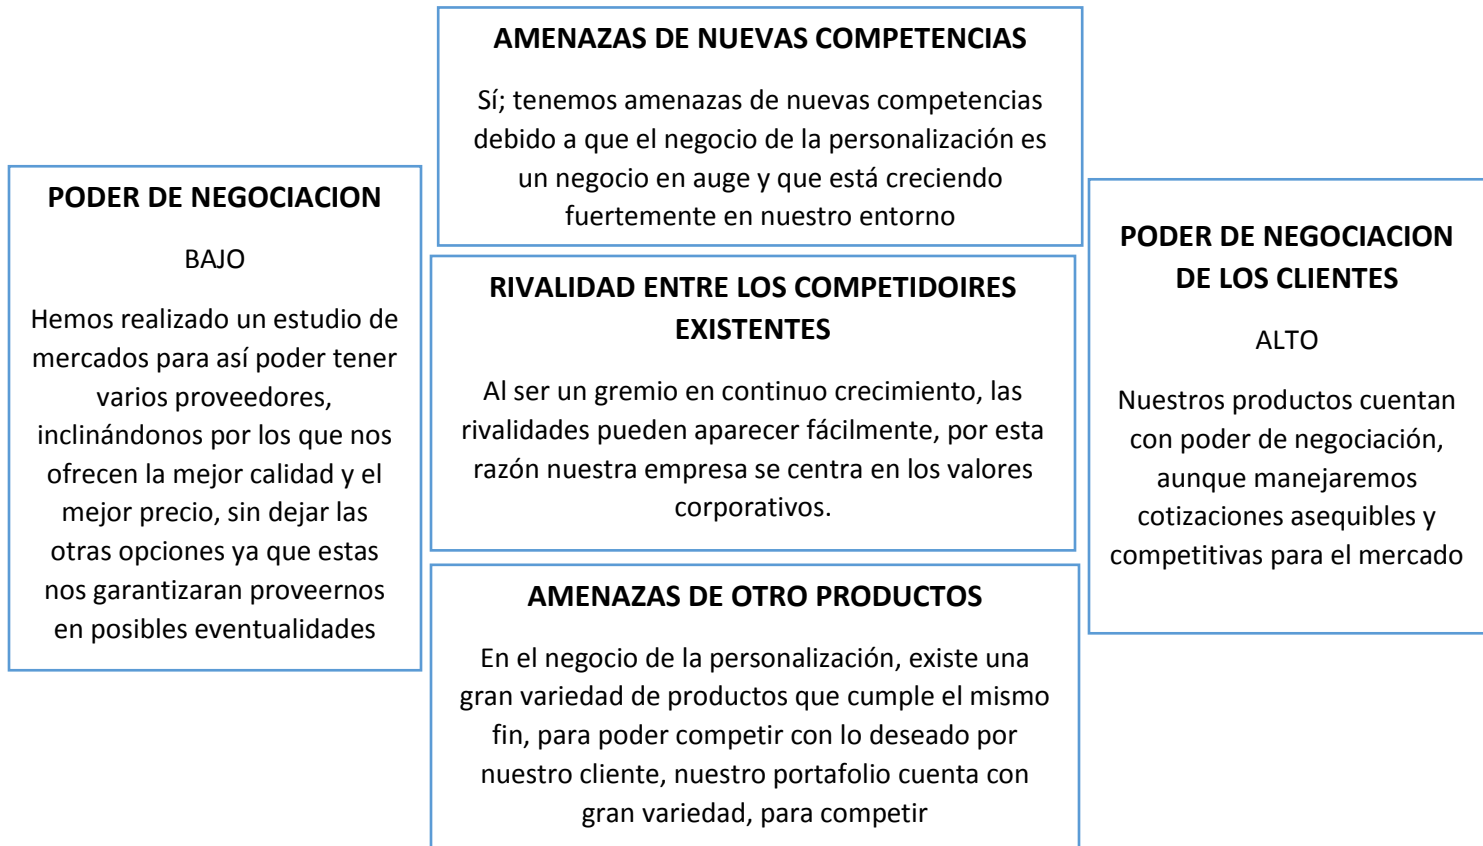 AMENAZAS DE NUEVAS COMPETENCIAS
Sí; tenemos amenazas de nuevas competencias
debido a que el negocio de la personalización es
un negocio en auge y que está creciendo
fuertemente en nuestro entorno
PODER DE NEGOCIACION
BAJO
Hemos realizado un estudio de
mercados para así poder tener
varios proveedores,
inclinándonos por los que nos
ofrecen la mejor calidad y el
mejor precio, sin dejar las
otras opciones ya que estas
nos garantizaran proveernos
en posibles eventualidades
RIVALIDAD ENTRE LOS COMPETIDOIRES
EXISTENTES
Al ser un gremio en continuo crecimiento, las
rivalidades pueden aparecer fácilmente, por esta
razón nuestra empresa se centra en los valores
corporativos.
PODER DE NEGOCIACION
DE LOS CLIENTES
ALTO
Nuestros productos cuentan
con poder de negociación,
aunque manejaremos
cotizaciones asequibles y
competitivas para el mercado
AMENAZAS DE OTRO PRODUCTOS
En el negocio de la personalización, existe una
gran variedad de productos que cumple el mismo
fin, para poder competir con lo deseado por
nuestro cliente, nuestro portafolio cuenta con
gran variedad, para competir